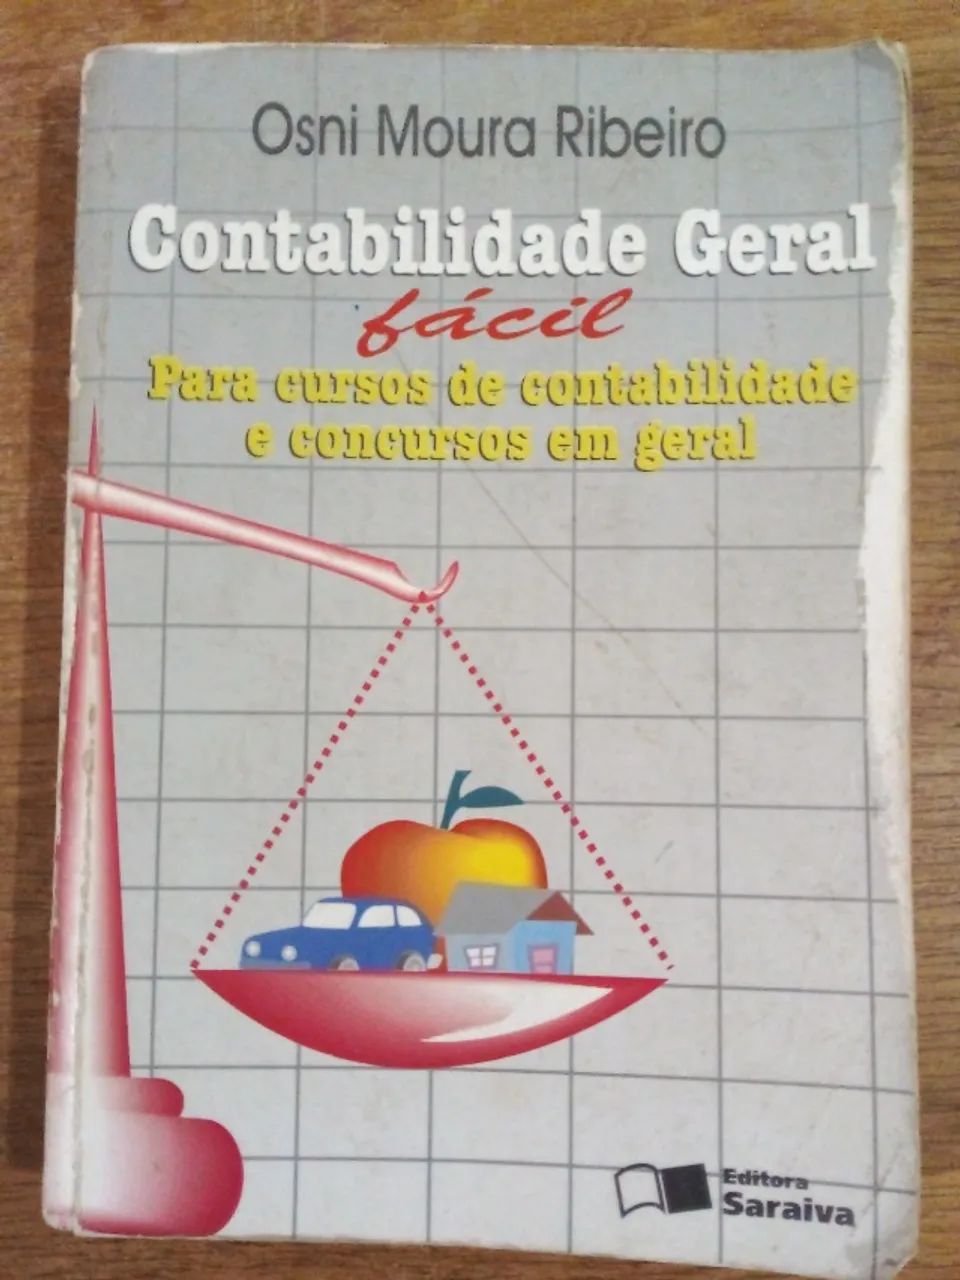 Osni Moura Ribeiro
Contabilidade Geral
fácil
Para cursos de contabilidade
e concursos em geral
Editora
Saraiva